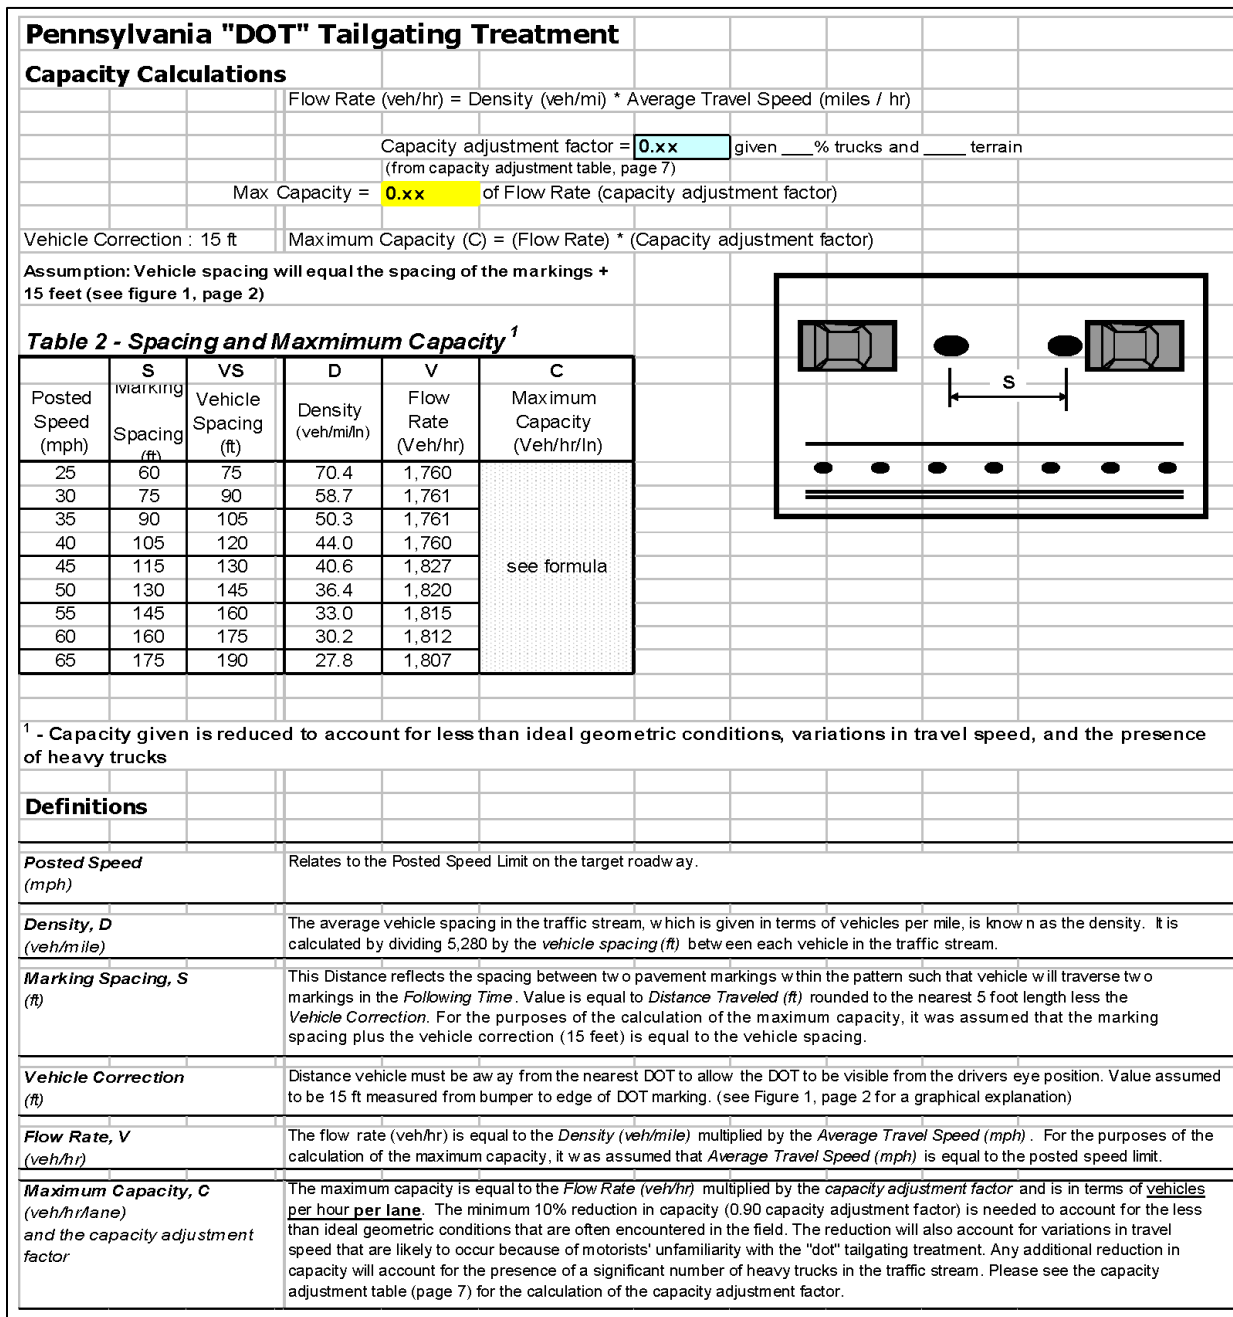 Pennsylvania "DOT" Tailgating Treatment
Capacity Calculations
Flow Rate (veh/hr) = Density (veh/mi) * Average Travel Speed (miles / hr)
Capacity adjustment factor = 0.xx given ___% trucks and ____ terrain
(from capacity adjustment table, page 7)
Max Capacity = 0.xx of Flow Rate (capacity adjustment factor)
Vehicle Correction : 15 ft Maximum Capacity (C) = (Flow Rate) * (Capacity adjustment factor)
Assumption: Vehicle spacing will equal the spacing of the markings +
15 feet (see figure 1, page 2)
Table 2 - Spacing and Maxmimum Capacity 1
S VS D V C
Posted Speed (mph) Marking Spacing (ft) Vehicle Spacing (ft) Density (veh/mi/ln) Flow Rate (Veh/hr) Maximum Capacity (Veh/hr/ln)
25 60 75 70.4 1,760
30 75 90 58.7 1,761
35 90 105 50.3 1,761
40 105 120 44.0 1,760
45 115 130 40.6 1,827 see formula
50 130 145 36.4 1,820
55 145 160 33.0 1,815
60 160 175 30.2 1,812
65 175 190 27.8 1,807
S
1 - Capacity given is reduced to account for less than ideal geometric conditions, variations in travel speed, and the presence
of heavy trucks
Definitions
Posted Speed
(mph)
Relates to the Posted Speed Limit on the target roadway.
Density, D
(veh/mile)
The average vehicle spacing in the traffic stream, which is given in terms of vehicles per mile, is known as the density. It is
calculated by dividing 5,280 by the vehicle spacing (ft) between each vehicle in the traffic stream.
Marking Spacing, S
(ft)
This Distance reflects the spacing between two pavement markings within the pattern such that vehicle will traverse two
markings in the Following Time. Value is equal to Distance Traveled (ft) rounded to the nearest 5 foot length less the
Vehicle Correction. For the purposes of the calculation of the maximum capacity, it was assumed that the marking
spacing plus the vehicle correction (15 feet) is equal to the vehicle spacing.
Vehicle Correction
(ft)
Distance vehicle must be away from the nearest DOT to allow the DOT to be visible from the drivers eye position. Value assumed
to be 15 ft measured from bumper to edge of DOT marking. (see Figure 1, page 2 for a graphical explanation)
Flow Rate, V
(veh/hr)
The flow rate (veh/hr) is equal to the Density (veh/mile) multiplied by the Average Travel Speed (mph). For the purposes of the
calculation of the maximum capacity, it was assumed that Average Travel Speed (mph) is equal to the posted speed limit.
Maximum Capacity, C
(veh/hr/lane)
and the capacity adjustment
factor
The maximum capacity is equal to the Flow Rate (veh/hr) multiplied by the capacity adjustment factor and is in terms of vehicles
per hour per lane. The minimum 10% reduction in capacity (0.90 capacity adjustment factor) is needed to account for the less
than ideal geometric conditions that are often encountered in the field. The reduction will also account for variations in travel
speed that are likely to occur because of motorists' unfamiliarity with the "dot" tailgating treatment. Any additional reduction in
capacity will account for the presence of a significant number of heavy trucks in the traffic stream. Please see the capacity
adjustment table (page 7) for the calculation of the capacity adjustment factor.